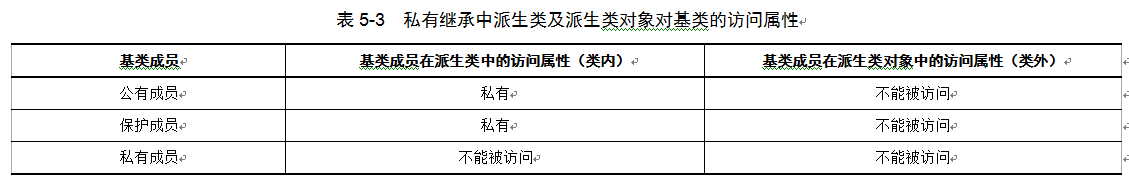 表 5-3 私有继承中派生类及派生类对象对基类的访问属性
基类成员 基类成员在派生类中的访问属性（类内） 基类成员在派生类对象中的访问属性（类外）
公有成员 私有 不能被访问
保护成员 私有 不能被访问
私有成员 不能被访问 不能被访问